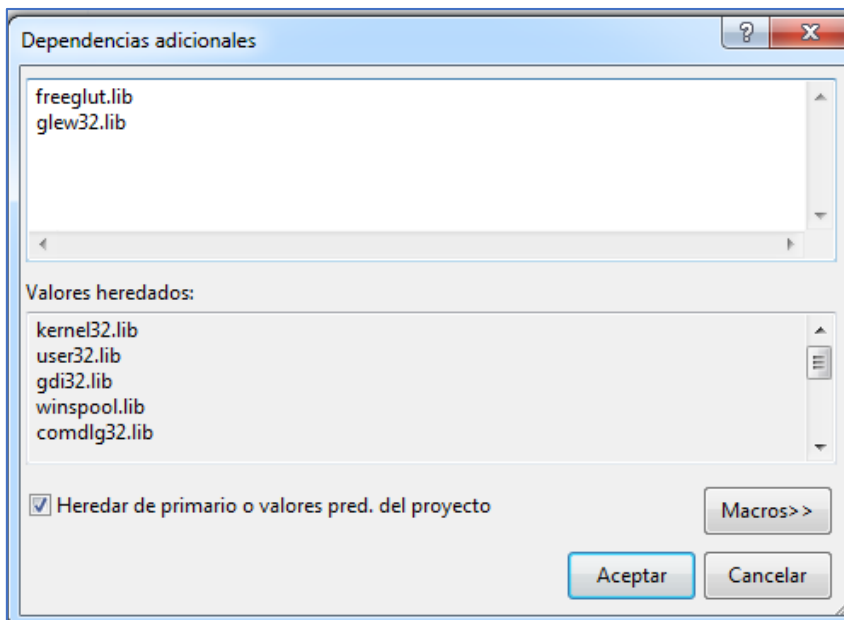 Dependencias adicionales
freeglut.lib
glew32.lib
Valores heredados:
kernel32.lib
user32.lib
gdi32.lib
winspool.lib
comdlg32.lib
Heredar de primario o valores pred. del proyecto
Macros>>
Aceptar
Cancelar